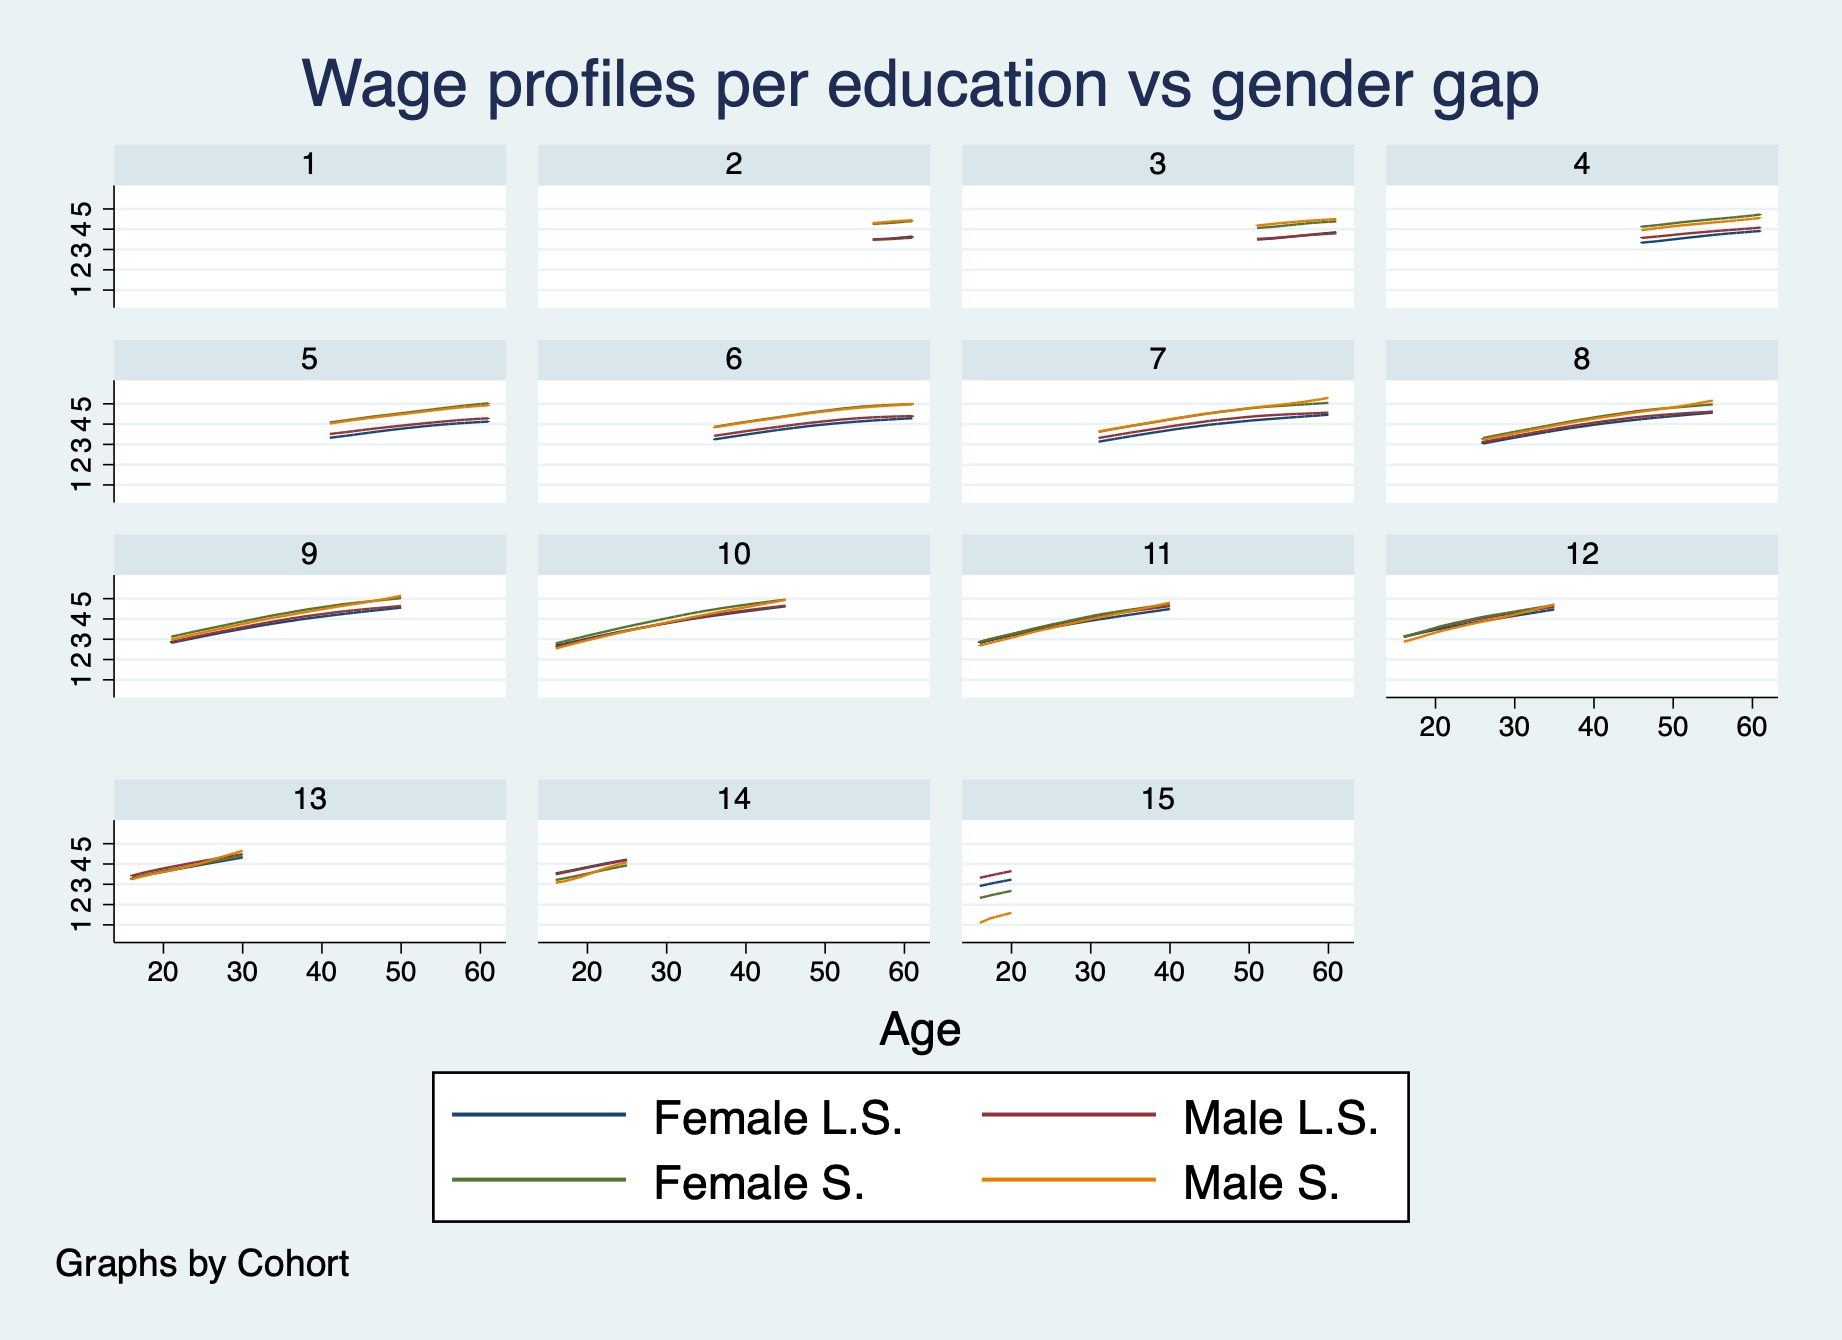 Wage profiles per education vs gender gap
1 2 3 4
1 2 3 4 5
5 6 7 8
1 2 3 4 5
9 10 11 12
1 2 3 4 5
20 30 40 50 60
13 14 15
1 2 3 4 5
20 30 40 50 60 20 30 40 50 60 20 30 40 50 60
Age
Female L.S. Male L.S.
Female S. Male S.
Graphs by Cohort